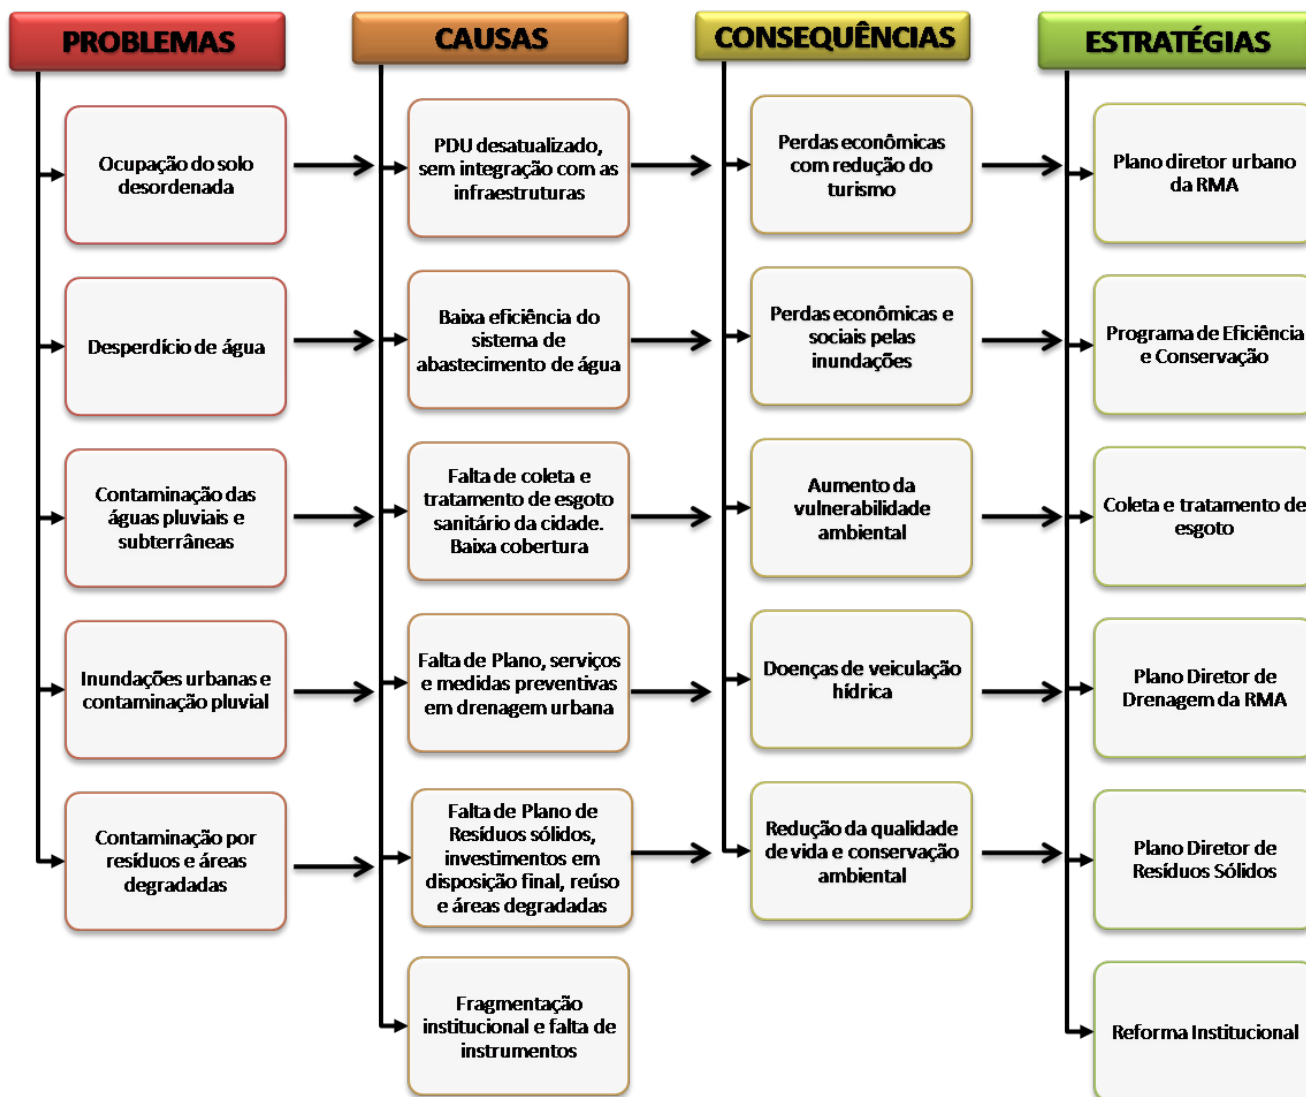 PROBLEMAS
Ocupação do solo
desordenada
Desperdício de água
Contaminação das
águas pluviais e
subterrâneas
Inundações urbanas e
contaminação pluvial
Contaminação por
resíduos e áreas
degradadas
CAUSAS
PDU desatualizado,
sem integração com as
infraestruturas
Baixa eficiência do
sistema de
abastecimento de água
Falta de coleta e
tratamento de esgoto
sanitário da cidade.
Baixa cobertura
Falta de Plano, serviços
e medidas preventivas
em drenagem urbana
Falta de Plano de
Resíduos sólidos,
investimentos em
disposição final, reúso
e áreas degradadas
Fragmentação
institucional e falta de
instrumentos
CONSEQUÊNCIAS
Perdas econômicas
com redução do
turismo
Perdas econômicas e
sociais pelas
inundações
Aumento da
vulnerabilidade
ambiental
Doenças de veiculação
hídrica
Redução da qualidade
de vida e conservação
ambiental
ESTRATÉGIAS
Plano diretor urbano
da RMA
Programa de Eficiência
e Conservação
Coleta e tratamento de
esgoto
Plano Diretor de
Drenagem da RMA
Plano Diretor de
Resíduos Sólidos
Reforma Institucional